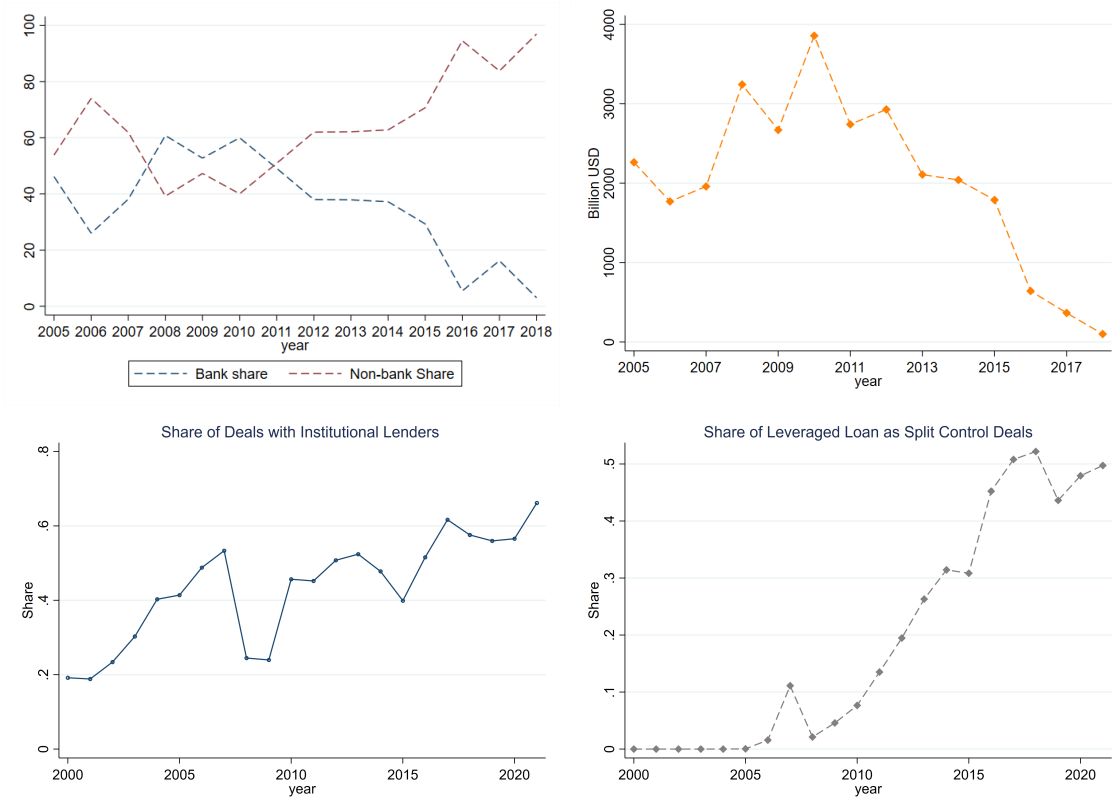 100
80
60
40
20
0
2005 2006 2007 2008 2009 2010 2011 2012 2013 2014 2015 2016 2017 2018
year
Bank share Non-bank Share
4000
3000
2000
1000
0
Billion USD
2005 2007 2009 2011 2013 2015 2017
year
Share of Deals with Institutional Lenders
.8
.6
.4
.2
0
Share
2000 2005 2010 2015 2020
year
Share of Leveraged Loan as Split Control Deals
.5
.4
.3
.2
.1
0
Share
2000 2005 2010 2015 2020
year